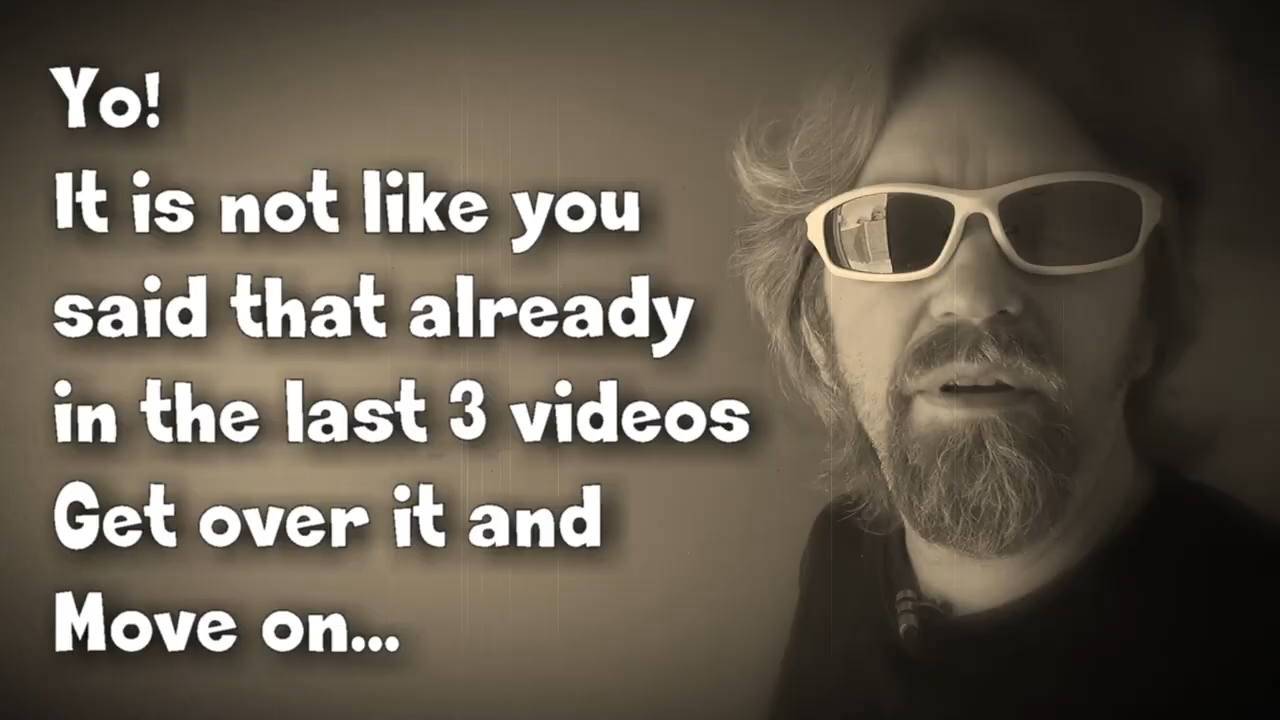 Yo!
It is not like you
said that already
in the last 3 videos
Get over it and
Move on...